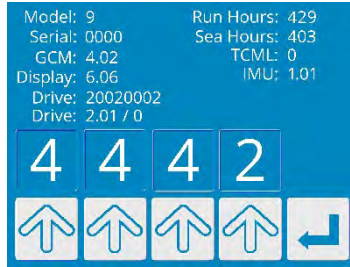 Model: 9 Run Hours: 429
Serial: 0000 Sea Hours: 403
GCM: 4.02 TCML: 0
Display: 6.06 IMU: 1.01
Drive: 20020002
Drive: 2.01 / 0
4 4 4 2